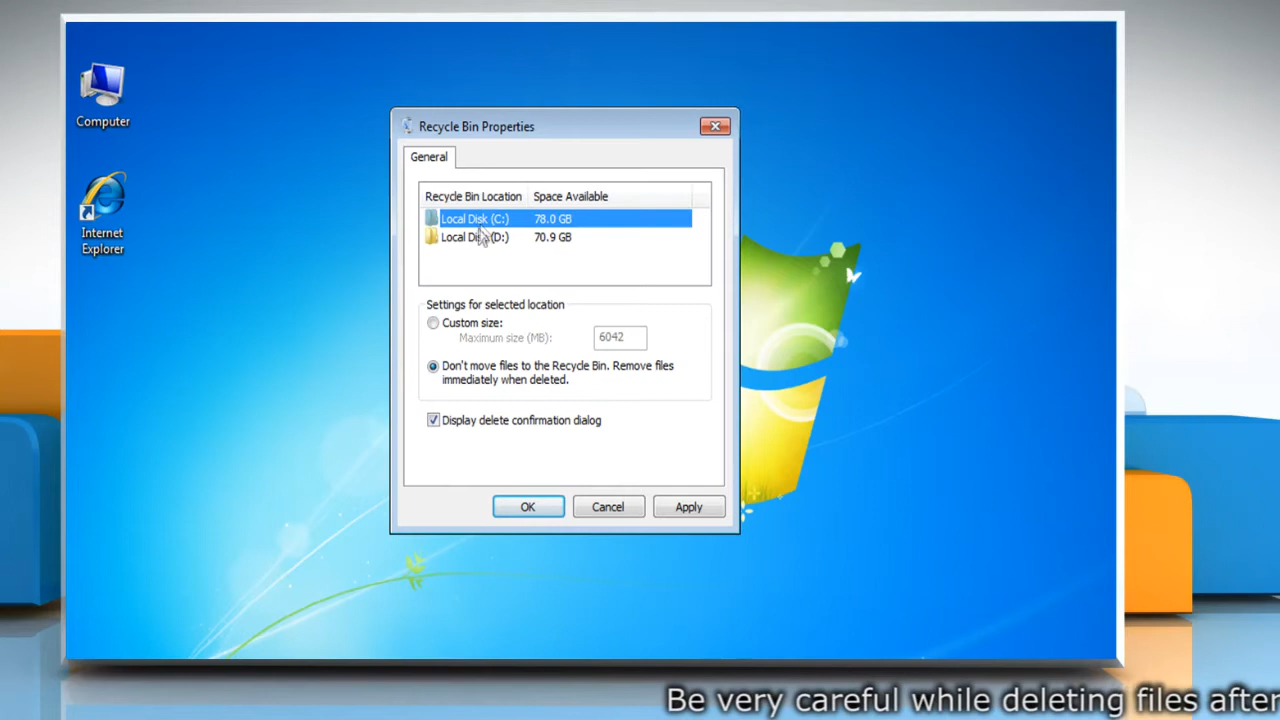 Computer
Internet
Explorer
Recycle Bin Properties
General
Recycle Bin Location Space Available
Local Disk (C:) 78.0 GB
Local Disk (D:) 70.9 GB
Settings for selected location
Custom size:
Maximum size (MB): 6042
Don't move files to the Recycle Bin. Remove files
immediately when deleted.
Display delete confirmation dialog
OK Cancel Apply
Be very careful while deleting files after